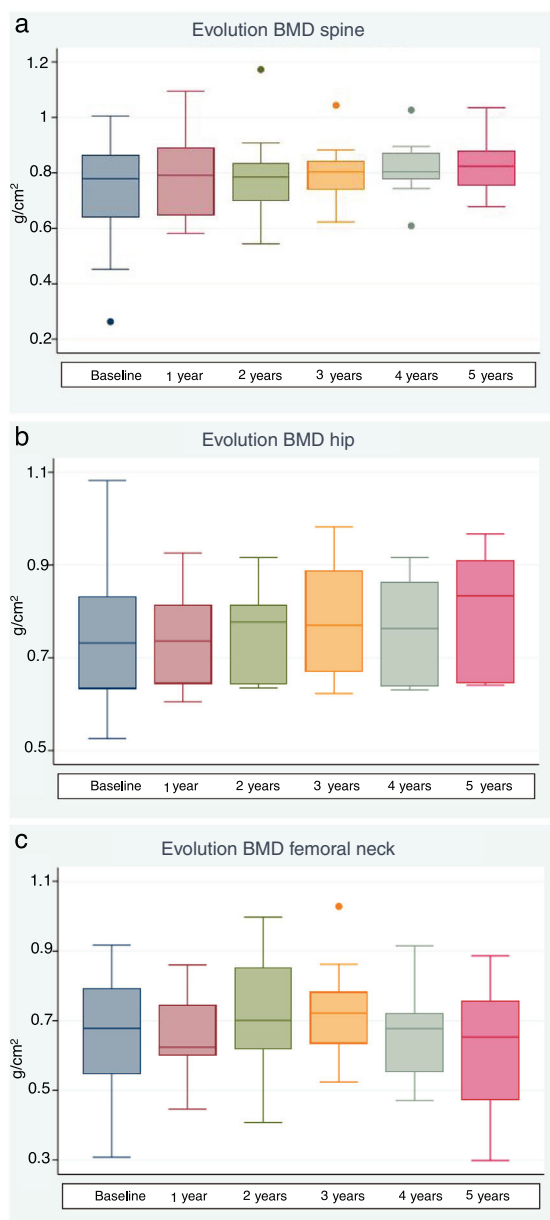 a
Evolution BMD spine
1.2
1
0.8
0.6
0.4
0.2
g/cm²
Baseline 1 year 2 years 3 years 4 years 5 years
b
Evolution BMD hip
1.1
0.9
0.7
0.5
g/cm²
Baseline 1 year 2 years 3 years 4 years 5 years
c
Evolution BMD femoral neck
1.1
0.9
0.7
0.5
0.3
g/cm²
Baseline 1 year 2 years 3 years 4 years 5 years